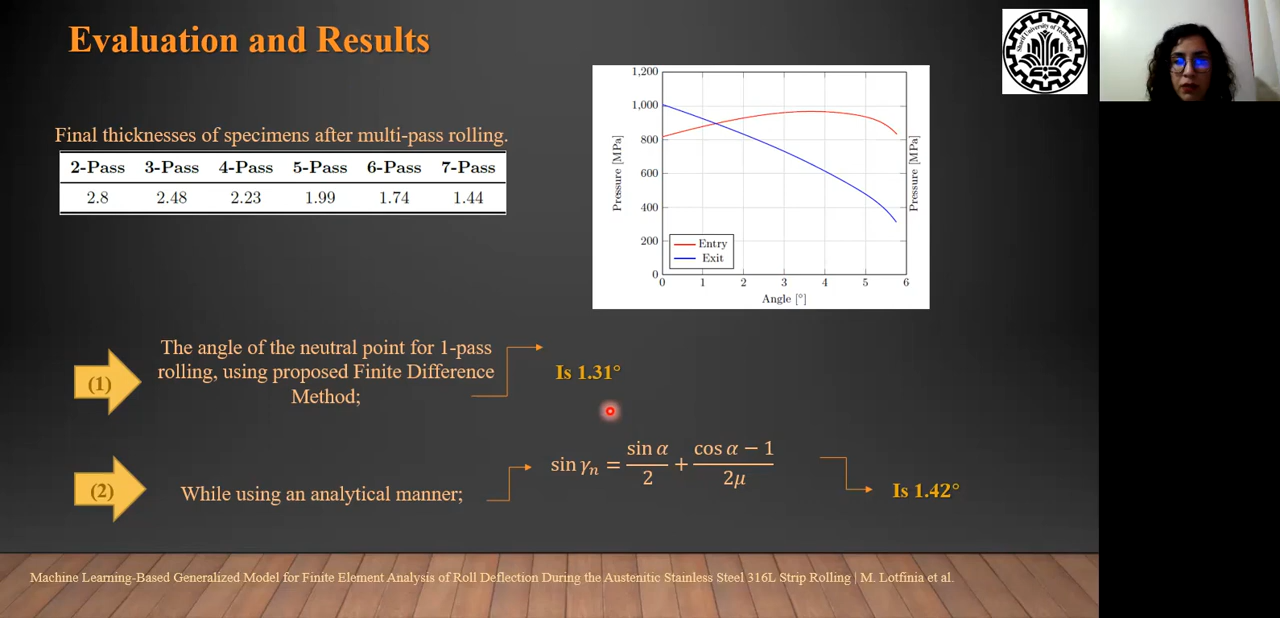 Evaluation and Results
Final thicknesses of specimens after multi-pass rolling.
2-Pass 3-Pass 4-Pass 5-Pass 6-Pass 7-Pass
2.8 2.48 2.23 1.99 1.74 1.44
1,200
1,000
800
600
400
200
0
Pressure [MPa]
Pressure [MPa]
Entry
Exit
0 1 2 3 4 5 6
Angle [°]
Sharif University of Technology
(1)
The angle of the neutral point for 1-pass
rolling, using proposed Finite Difference
Method;
Is 1.31°
(2)
While using an analytical manner;
sin γₙ = sin α / 2 + cos α − 1 / 2μ
Is 1.42°
Machine Learning-Based Generalized Model for Finite Element Analysis of Roll Deflection During the Austenitic Stainless Steel 316L Strip Rolling | M. Lotfinia et al.